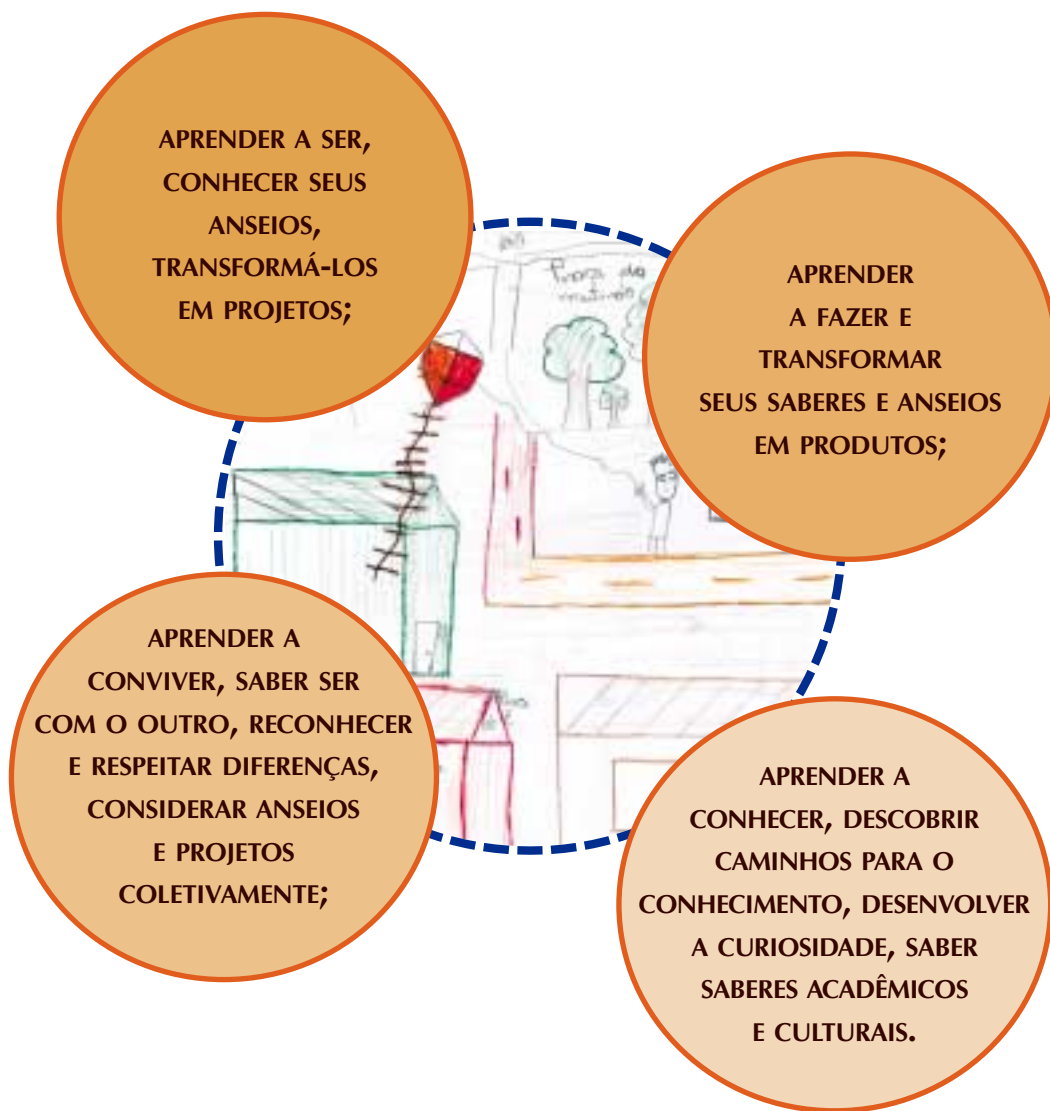 APRENDER A SER,
CONHECER SEUS
ANSEIOS,
TRANSFORMÁ-LOS
EM PROJETOS;
APRENDER
A FAZER E
TRANSFORMAR
SEUS SABERES E ANSEIOS
EM PRODUTOS;
APRENDER A
CONVIVER, SABER SER
COM O OUTRO, RECONHECER
E RESPEITAR DIFERENÇAS,
CONSIDERAR ANSEIOS
E PROJETOS
COLETIVAMENTE;
APRENDER A
CONHECER, DESCOBRIR
CAMINHOS PARA O
CONHECIMENTO, DESENVOLVER
A CURIOSIDADE, SABER
SABERES ACADÊMICOS
E CULTURAIS.